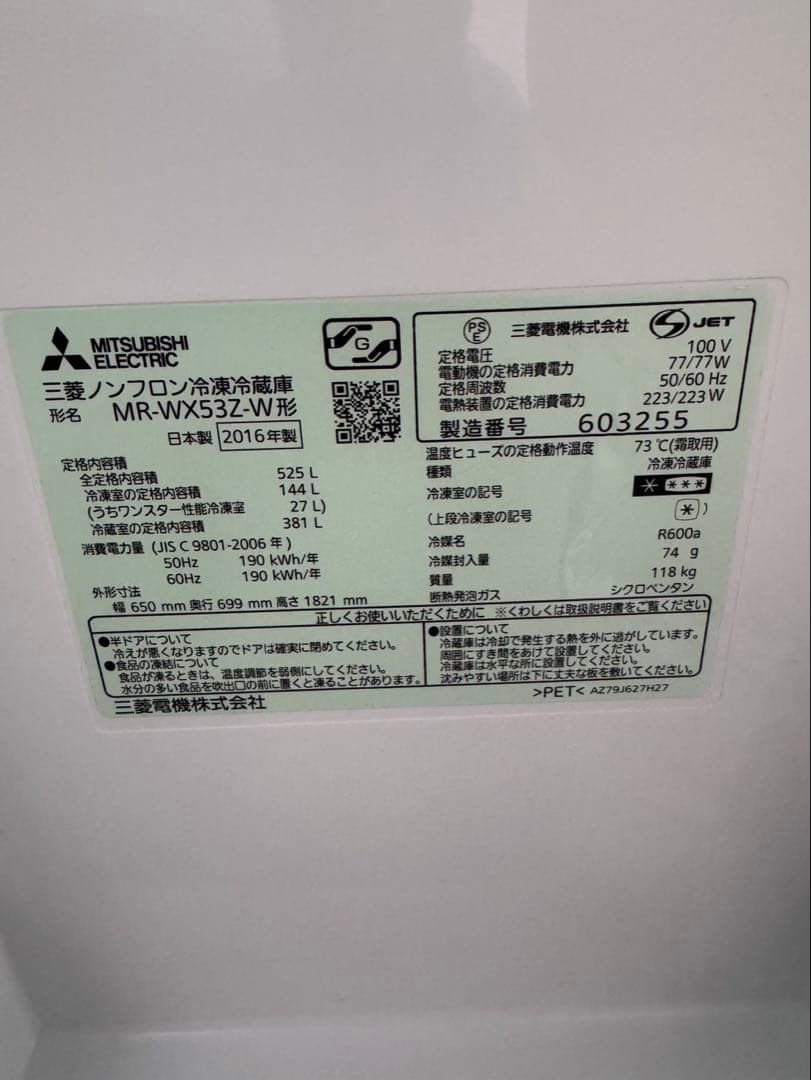 MITSUBISHI
ELECTRIC
G
三菱ノンフロン冷凍冷蔵庫
形名 MR-WX53Z-W形
日本製 2016年製
定格内容積
全定格内容積 525 L
冷凍室の定格内容積 144 L
(うちワンスター性能冷凍室 27 L)
冷蔵室の定格内容積 381 L
消費電力量 (JIS C 9801-2006 年)
50Hz 190 kWh/年
60Hz 190 kWh/年
外形寸法
幅 650 mm 奥行 699 mm 高さ 1821 mm
PS
E
三菱電機株式会社
S JET
定格電圧 100 V
電動機の定格消費電力 77/77W
定格周波数 50/60 Hz
電熱装置の定格消費電力 223/223 W
製造番号 603255
温度ヒューズの定格動作温度 73 ℃(霜取用)
種類 冷凍冷蔵庫
冷凍室の記号 * ***
(上段冷凍室の記号 * )
冷媒名 R600a
冷媒封入量 74 g
質量 118 kg
断熱発泡ガス シクロペンタン
正しくお使いいただくために ※くわしくは取扱説明書をご覧ください
●半ドアについて
冷えが悪くなりますのでドアは確実に閉めてください。
●食品の凍結について
食品が凍るときは、温度調節を弱側にしてください。
水分の多い食品を吹出口の前に置くと凍ることがあります。
●設置について
冷蔵庫は冷却で発生する熱を外に逃がしています。
周囲にすき間をあけて設置してください。
冷蔵庫は水平な所に設置してください。
沈みやすい場所は下に丈夫な板を敷いてください。
三菱電機株式会社
>PET< AZ79J627H27